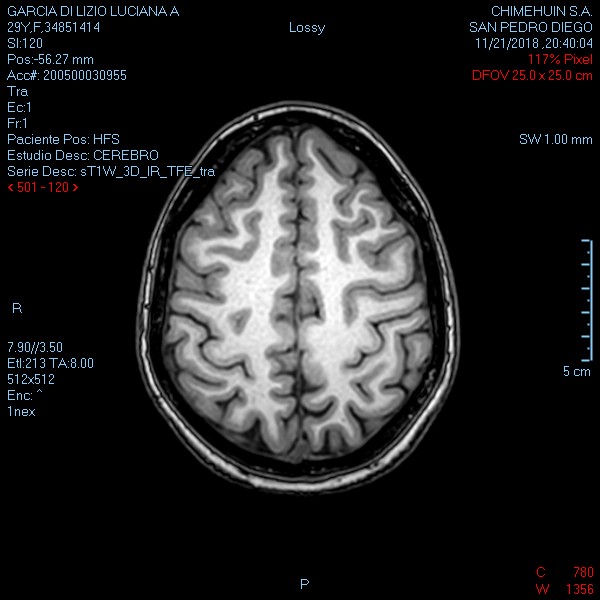 GARCIA DI LIZIO LUCIANA A
29Y,F,34851414
Sl:120
Pos:-56.27 mm
Acc#: 200500030955
Tra
Ec:1
Fr:1
Paciente Pos: HFS
Estudio Desc: CEREBRO
Serie Desc: sT1W_3D_IR_TFE_tra
< 501 - 120 >
Lossy
CHIMEHUIN S.A.
SAN PEDRO DIEGO
11/21/2018 ,20:40:04
117% Pixel
DFOV 25.0 x 25.0 cm
SW 1.00 mm
R
5 cm
7.90//3.50
Etl:213 TA:8.00
512x512
Enc: ^
1nex
P
C 780
W 1356